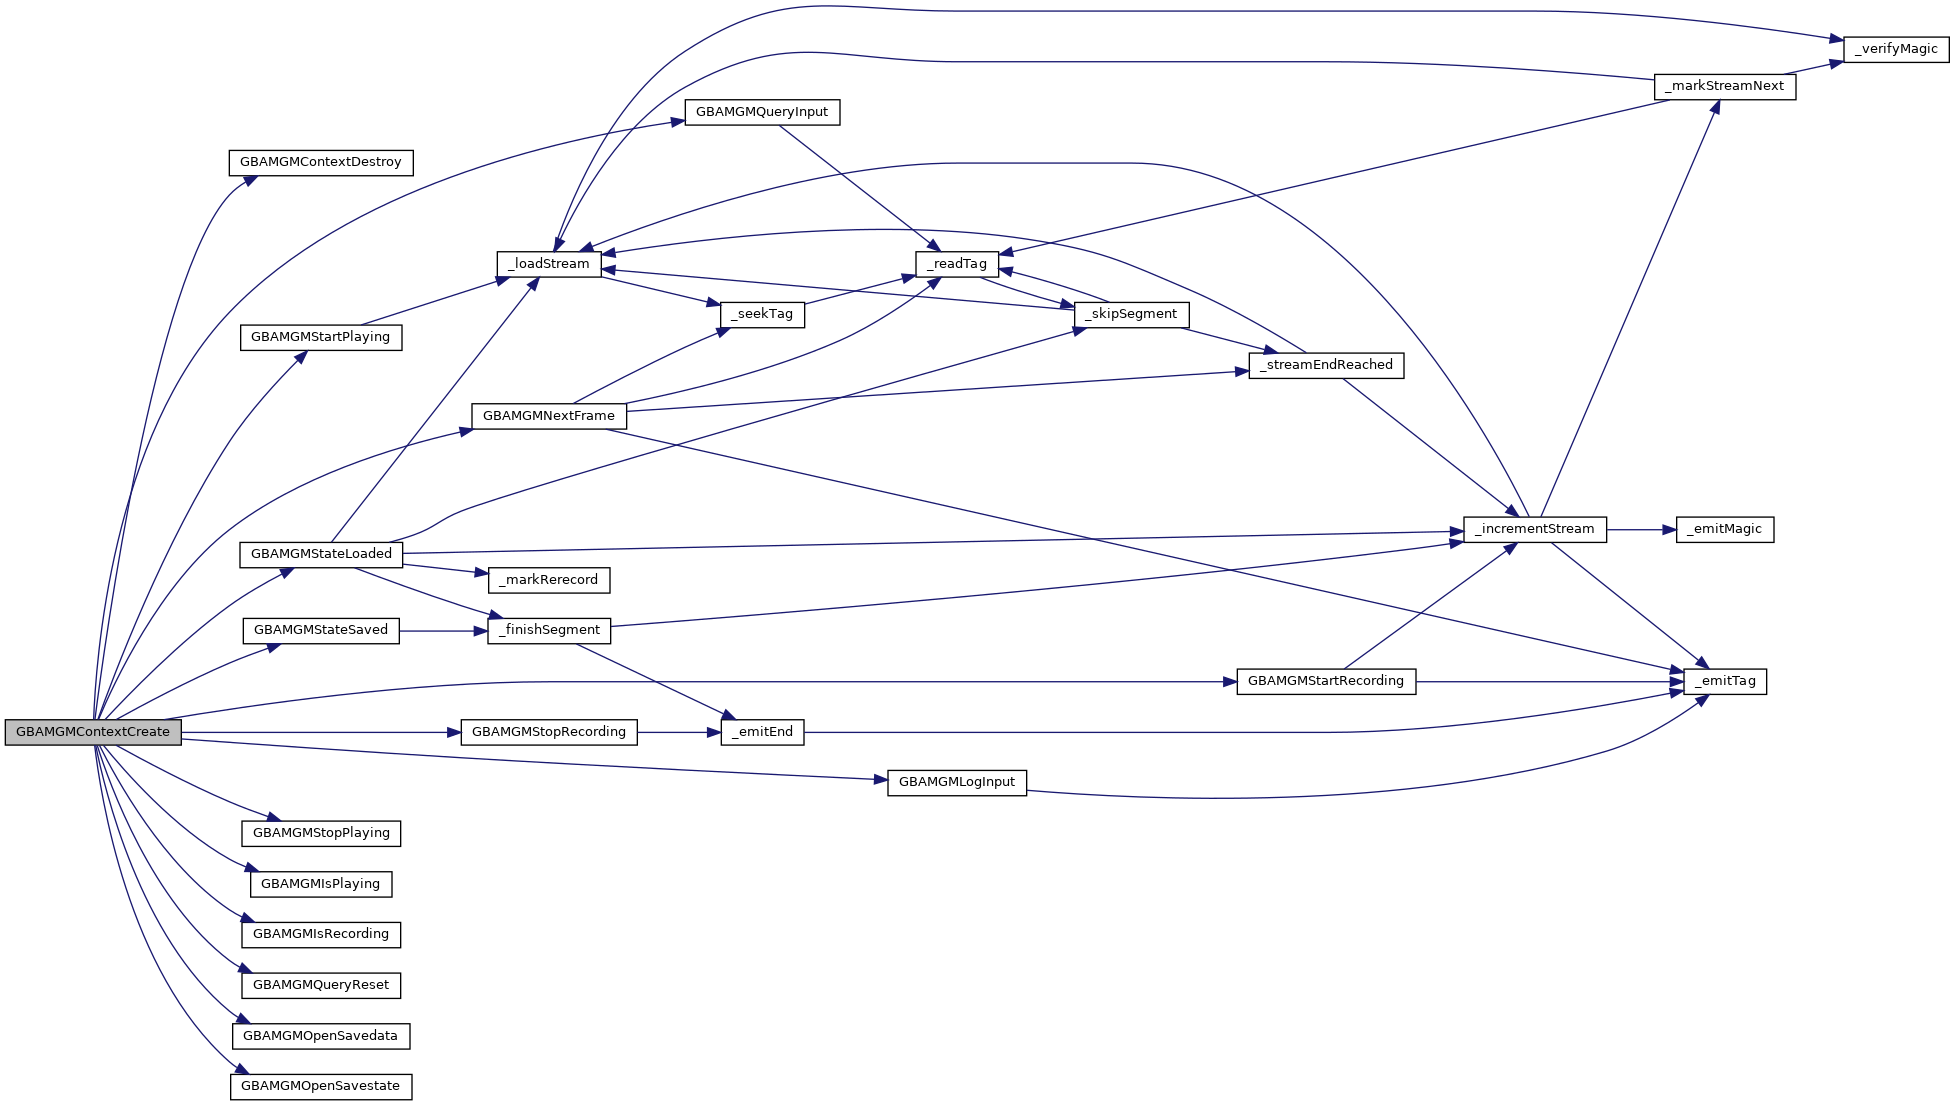 _verifyMagic
_markStreamNext
GBAMGMQueryInput
GBAMGMContextDestroy
_loadStream
_readTag
_seekTag
_skipSegment
GBAMGMStartPlaying
_streamEndReached
GBAMGMNextFrame
_incrementStream
_emitMagic
GBAMGMStateLoaded
_markRerecord
GBAMGMStateSaved
_finishSegment
GBAMGMStartRecording
_emitTag
GBAMGMContextCreate
GBAMGMStopRecording
_emitEnd
GBAMGMLogInput
GBAMGMStopPlaying
GBAMGMIsPlaying
GBAMGMIsRecording
GBAMGMQueryReset
GBAMGMOpenSavedata
GBAMGMOpenSavestate